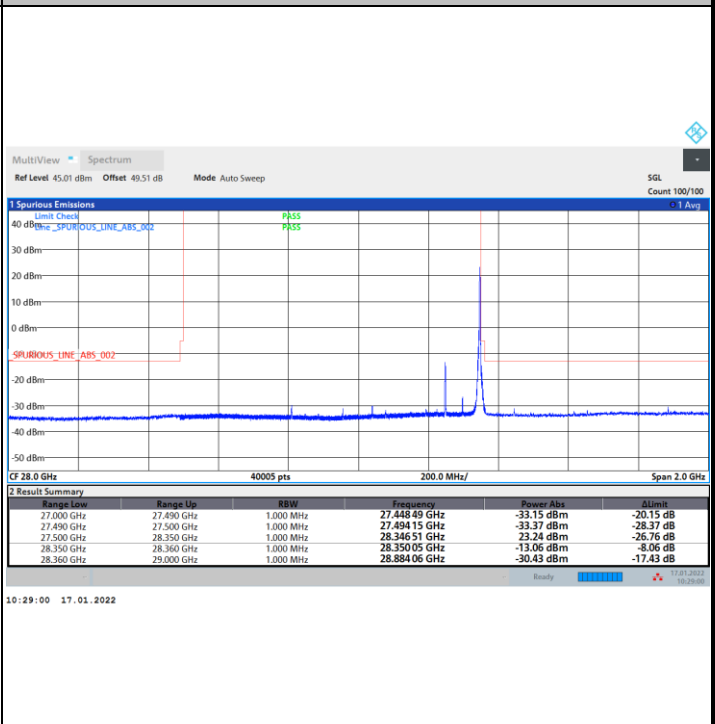 MultiView Spectrum
Ref Level 45.01 dBm Offset 49.51 dB Mode Auto Sweep SGL
Count 100/100
1 Spurious Emissions 1 Avg
Limit Check PASS
40 dBm
Line _SPURIOUS_LINE_ABS_002 PASS
30 dBm
20 dBm
10 dBm
0 dBm
_SPURIOUS_LINE_ABS_002
-20 dBm
-30 dBm
-40 dBm
-50 dBm
CF 28.0 GHz 40005 pts 200.0 MHz/ Span 2.0 GHz
2 Result Summary
Range Low Range Up RBW Frequency Power Abs ΔLimit
27.000 GHz 27.490 GHz 1.000 MHz 27.448 49 GHz -33.15 dBm -20.15 dB
27.490 GHz 27.500 GHz 1.000 MHz 27.494 15 GHz -33.37 dBm -28.37 dB
27.500 GHz 28.350 GHz 1.000 MHz 28.346 51 GHz 23.24 dBm -26.76 dB
28.350 GHz 28.360 GHz 1.000 MHz 28.350 05 GHz -13.06 dBm -8.06 dB
28.360 GHz 29.000 GHz 1.000 MHz 28.884 06 GHz -30.43 dBm -17.43 dB
Ready 17.01.2022
10:29:00
10:29:00 17.01.2022